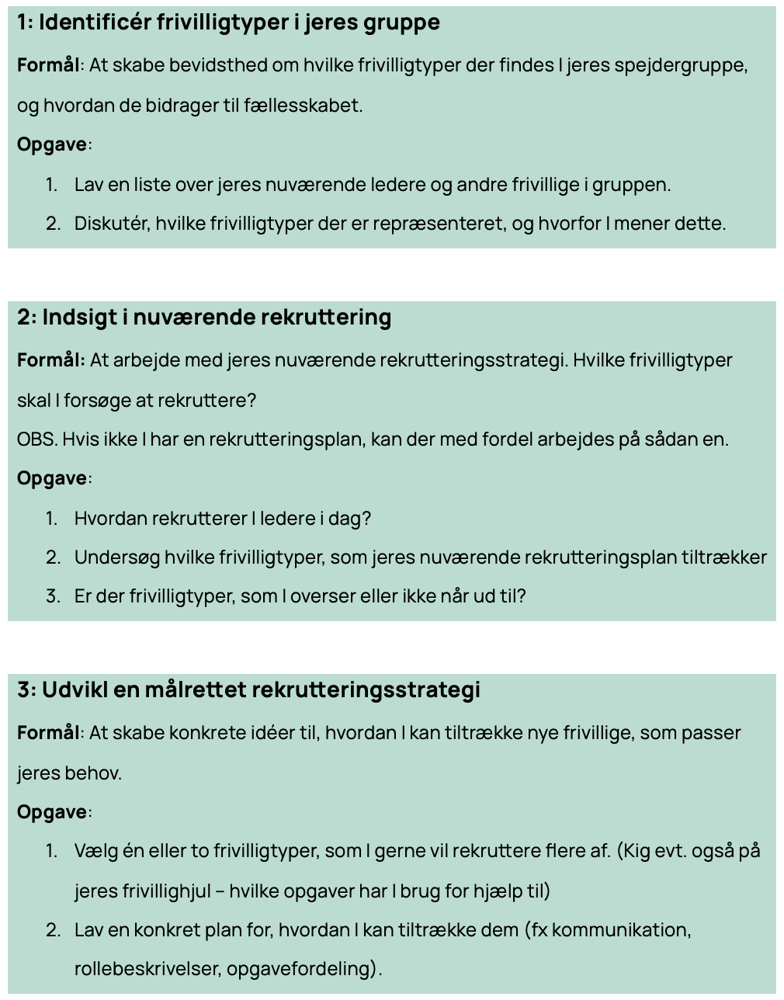 1: Identificér frivilligtyper i jeres gruppe
Formål: At skabe bevidsthed om hvilke frivilligtyper der findes I jeres spejdergruppe,
og hvordan de bidrager til fællesskabet.
Opgave:
1. Lav en liste over jeres nuværende ledere og andre frivillige i gruppen.
2. Diskutér, hvilke frivilligtyper der er repræsenteret, og hvorfor I mener dette.
2: Indsigt i nuværende rekruttering
Formål: At arbejde med jeres nuværende rekrutteringsstrategi. Hvilke frivilligtyper
skal I forsøge at rekruttere?
OBS. Hvis ikke I har en rekrutteringsplan, kan der med fordel arbejdes på sådan en.
Opgave:
1. Hvordan rekrutterer I ledere i dag?
2. Undersøg hvilke frivilligtyper, som jeres nuværende rekrutteringsplan tiltrækker
3. Er der frivilligtyper, som I overser eller ikke når ud til?
3: Udvikl en målrettet rekrutteringsstrategi
Formål: At skabe konkrete idéer til, hvordan I kan tiltrække nye frivillige, som passer
jeres behov.
Opgave:
1. Vælg én eller to frivilligtyper, som I gerne vil rekruttere flere af. (Kig evt. også på
jeres frivillighjul – hvilke opgaver har I brug for hjælp til)
2. Lav en konkret plan for, hvordan I kan tiltrække dem (fx kommunikation,
rollebeskrivelser, opgavefordeling).